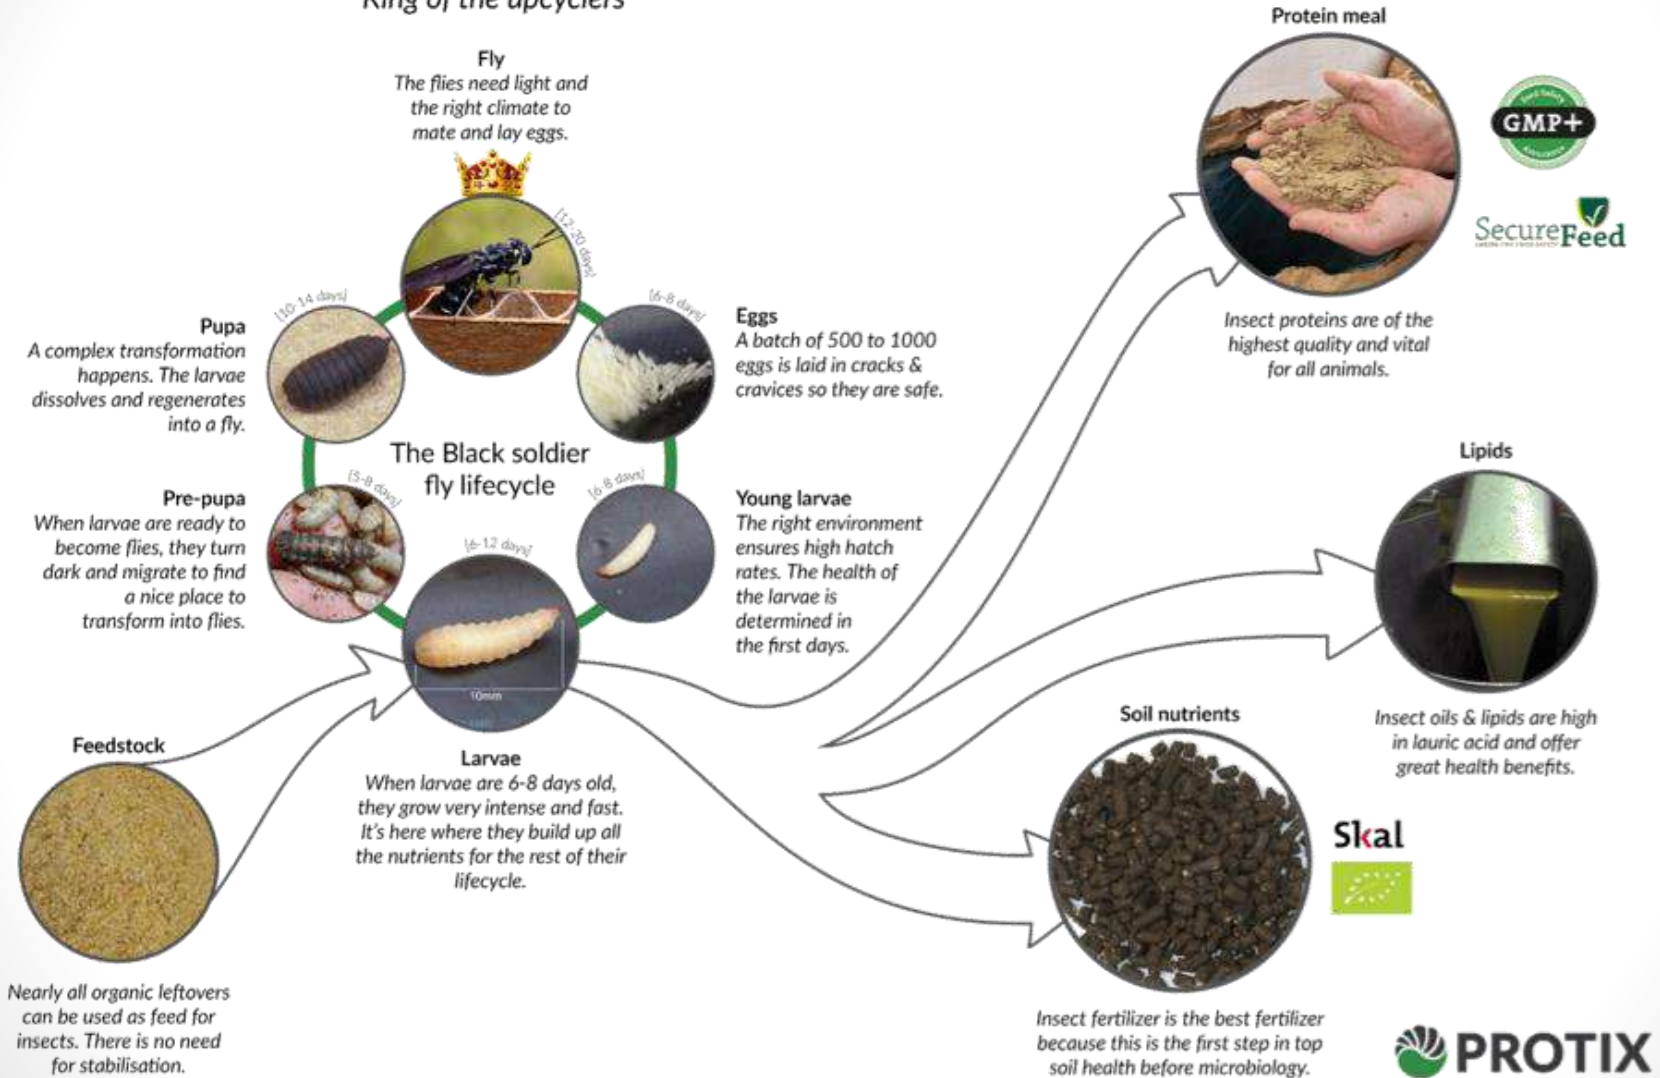 King of the upcyclers
Fly
The flies need light and
the right climate to
mate and lay eggs.
[12-20 days]
[10-14 days]
[6-8 days]
Pupa
A complex transformation
happens. The larvae
dissolves and regenerates
into a fly.
Eggs
A batch of 500 to 1000
eggs is laid in cracks &
cravices so they are safe.
The Black soldier
fly lifecycle
[5-8 days]
[6-8 days]
[6-12 days]
Pre-pupa
When larvae are ready to
become flies, they turn
dark and migrate to find
a nice place to
transform into flies.
Young larvae
The right environment
ensures high hatch
rates. The health of
the larvae is
determined in
the first days.
10mm
Feedstock
Nearly all organic leftovers
can be used as feed for
insects. There is no need
for stabilisation.
Larvae
When larvae are 6-8 days old,
they grow very intense and fast.
It's here where they build up all
the nutrients for the rest of their
lifecycle.
Protein meal
GMP+
SecureFeed
Insect proteins are of the
highest quality and vital
for all animals.
Lipids
Insect oils & lipids are high
in lauric acid and offer
great health benefits.
Soil nutrients
Skal
Insect fertilizer is the best fertilizer
because this is the first step in top
soil health before microbiology.
PROTIX